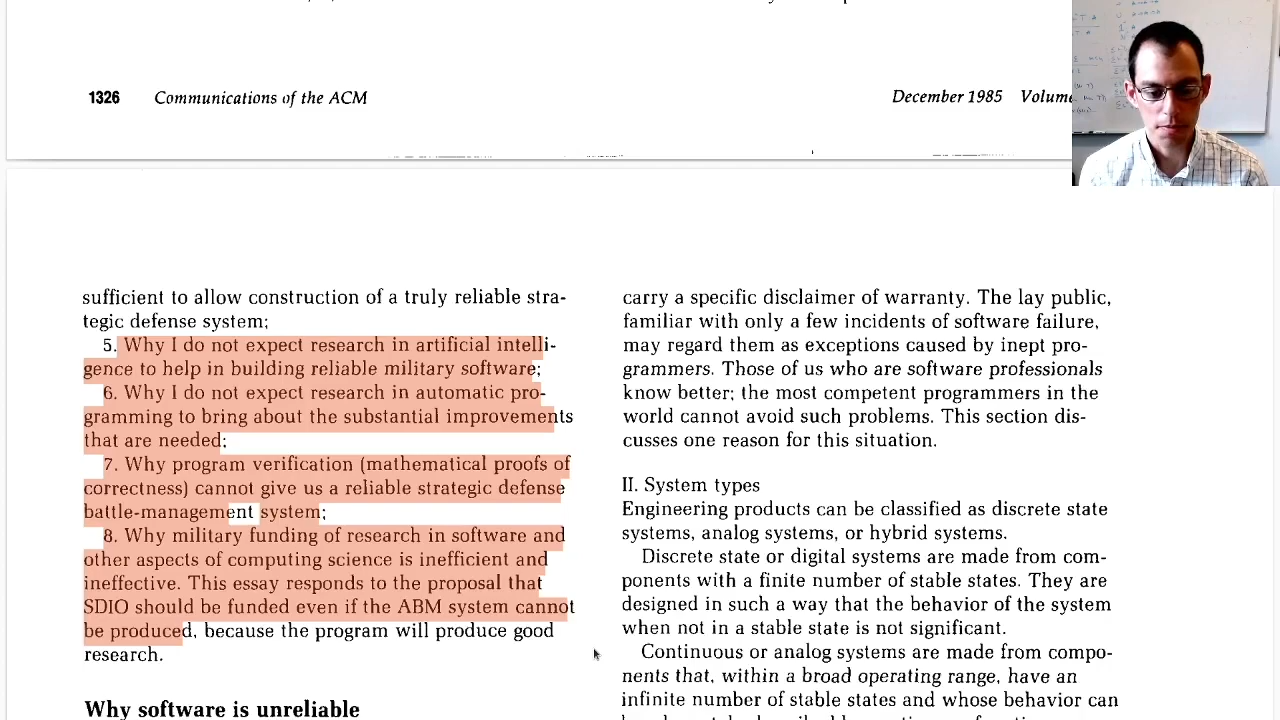 1326 Communications of the ACM
December 1985 Volume
sufficient to allow construction of a truly reliable stra-
tegic defense system;
5. Why I do not expect research in artificial intelli-
gence to help in building reliable military software;
6. Why I do not expect research in automatic pro-
gramming to bring about the substantial improvements
that are needed;
7. Why program verification (mathematical proofs of
correctness) cannot give us a reliable strategic defense
battle-management system;
8. Why military funding of research in software and
other aspects of computing science is inefficient and
ineffective. This essay responds to the proposal that
SDIO should be funded even if the ABM system cannot
be produced, because the program will produce good
research.
Why software is unreliable
carry a specific disclaimer of warranty. The lay public,
familiar with only a few incidents of software failure,
may regard them as exceptions caused by inept pro-
grammers. Those of us who are software professionals
know better; the most competent programmers in the
world cannot avoid such problems. This section dis-
cusses one reason for this situation.
II. System types
Engineering products can be classified as discrete state
systems, analog systems, or hybrid systems.
Discrete state or digital systems are made from com-
ponents with a finite number of stable states. They are
designed in such a way that the behavior of the system
when not in a stable state is not significant.
Continuous or analog systems are made from compo-
nents that, within a broad operating range, have an
infinite number of stable states and whose behavior can